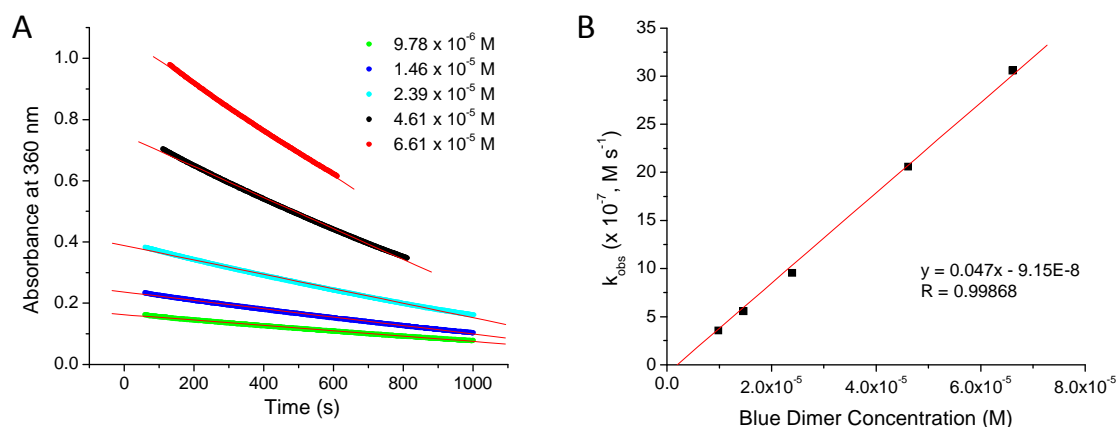 A
9.78 x 10⁻⁶ M
1.46 x 10⁻⁵ M
2.39 x 10⁻⁵ M
4.61 x 10⁻⁵ M
6.61 x 10⁻⁵ M
1.0
0.8
0.6
0.4
0.2
0.0
Absorbance at 360 nm
0 200 400 600 800 1000
Time (s)
B
35
30
25
20
15
10
5
0
k_obs (x 10⁻⁷, M s⁻¹)
y = 0.047x - 9.15E-8
R = 0.99868
0.0 2.0x10⁻⁵ 4.0x10⁻⁵ 6.0x10⁻⁵ 8.0x10⁻⁵
Blue Dimer Concentration (M)